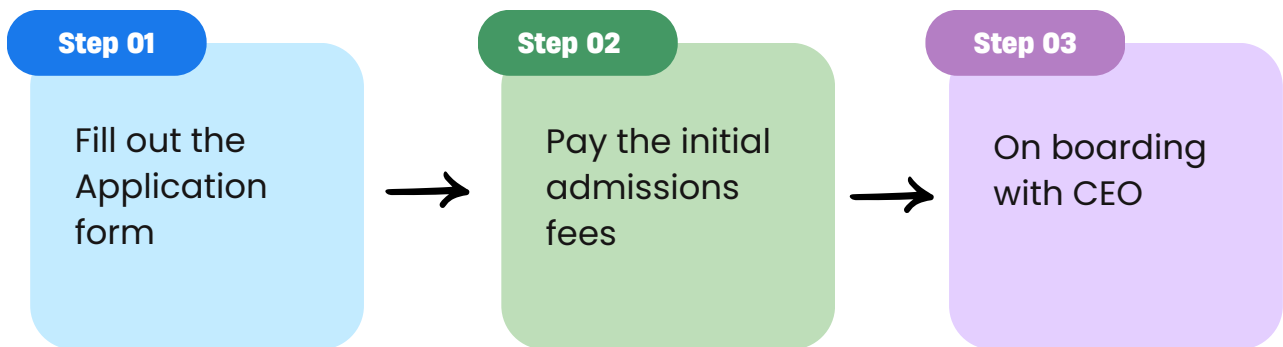 Step 01
Fill out the
Application
form
Step 02
Pay the initial
admissions
fees
Step 03
On boarding
with CEO